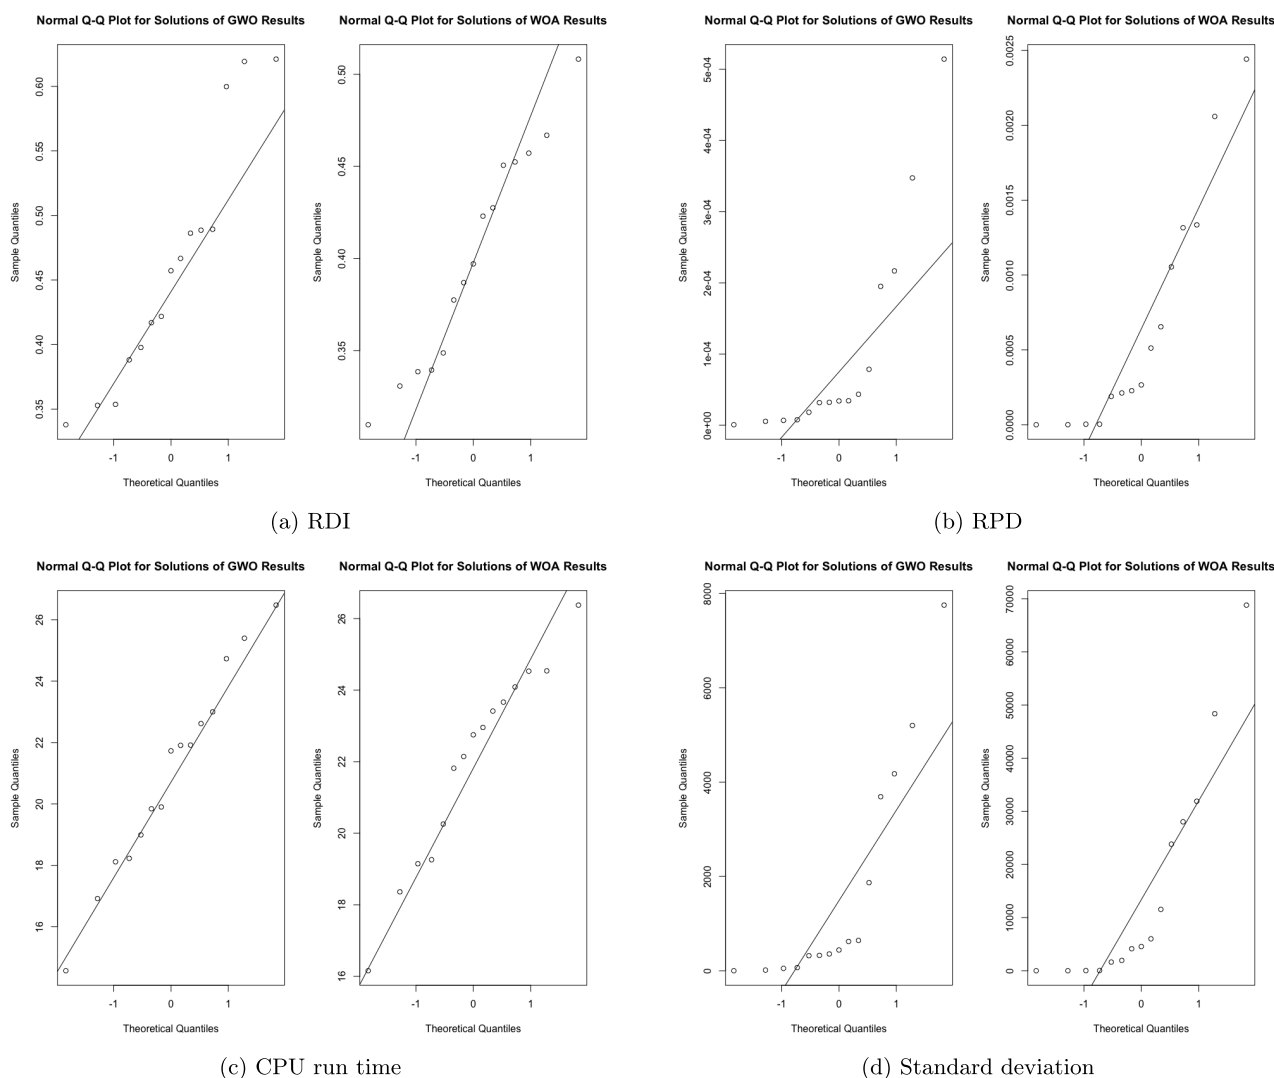 Normal Q-Q Plot for Solutions of GWO Results
Sample Quantiles
0.60
0.55
0.50
0.45
0.40
0.35
-1 0 1
Theoretical Quantiles
Normal Q-Q Plot for Solutions of WOA Results
Sample Quantiles
0.50
0.45
0.40
0.35
-1 0 1
Theoretical Quantiles
(a) RDI
Normal Q-Q Plot for Solutions of GWO Results
Sample Quantiles
5e-04
4e-04
3e-04
2e-04
1e-04
0e+00
-1 0 1
Theoretical Quantiles
Normal Q-Q Plot for Solutions of WOA Results
Sample Quantiles
0.0025
0.0020
0.0015
0.0010
0.0005
0.0000
-1 0 1
Theoretical Quantiles
(b) RPD
Normal Q-Q Plot for Solutions of GWO Results
Sample Quantiles
26
24
22
20
18
16
-1 0 1
Theoretical Quantiles
Normal Q-Q Plot for Solutions of WOA Results
Sample Quantiles
26
24
22
20
18
16
-1 0 1
Theoretical Quantiles
(c) CPU run time
Normal Q-Q Plot for Solutions of GWO Results
Sample Quantiles
8000
6000
4000
2000
0
-1 0 1
Theoretical Quantiles
Normal Q-Q Plot for Solutions of WOA Results
Sample Quantiles
70000
60000
50000
40000
30000
20000
10000
0
-1 0 1
Theoretical Quantiles
(d) Standard deviation